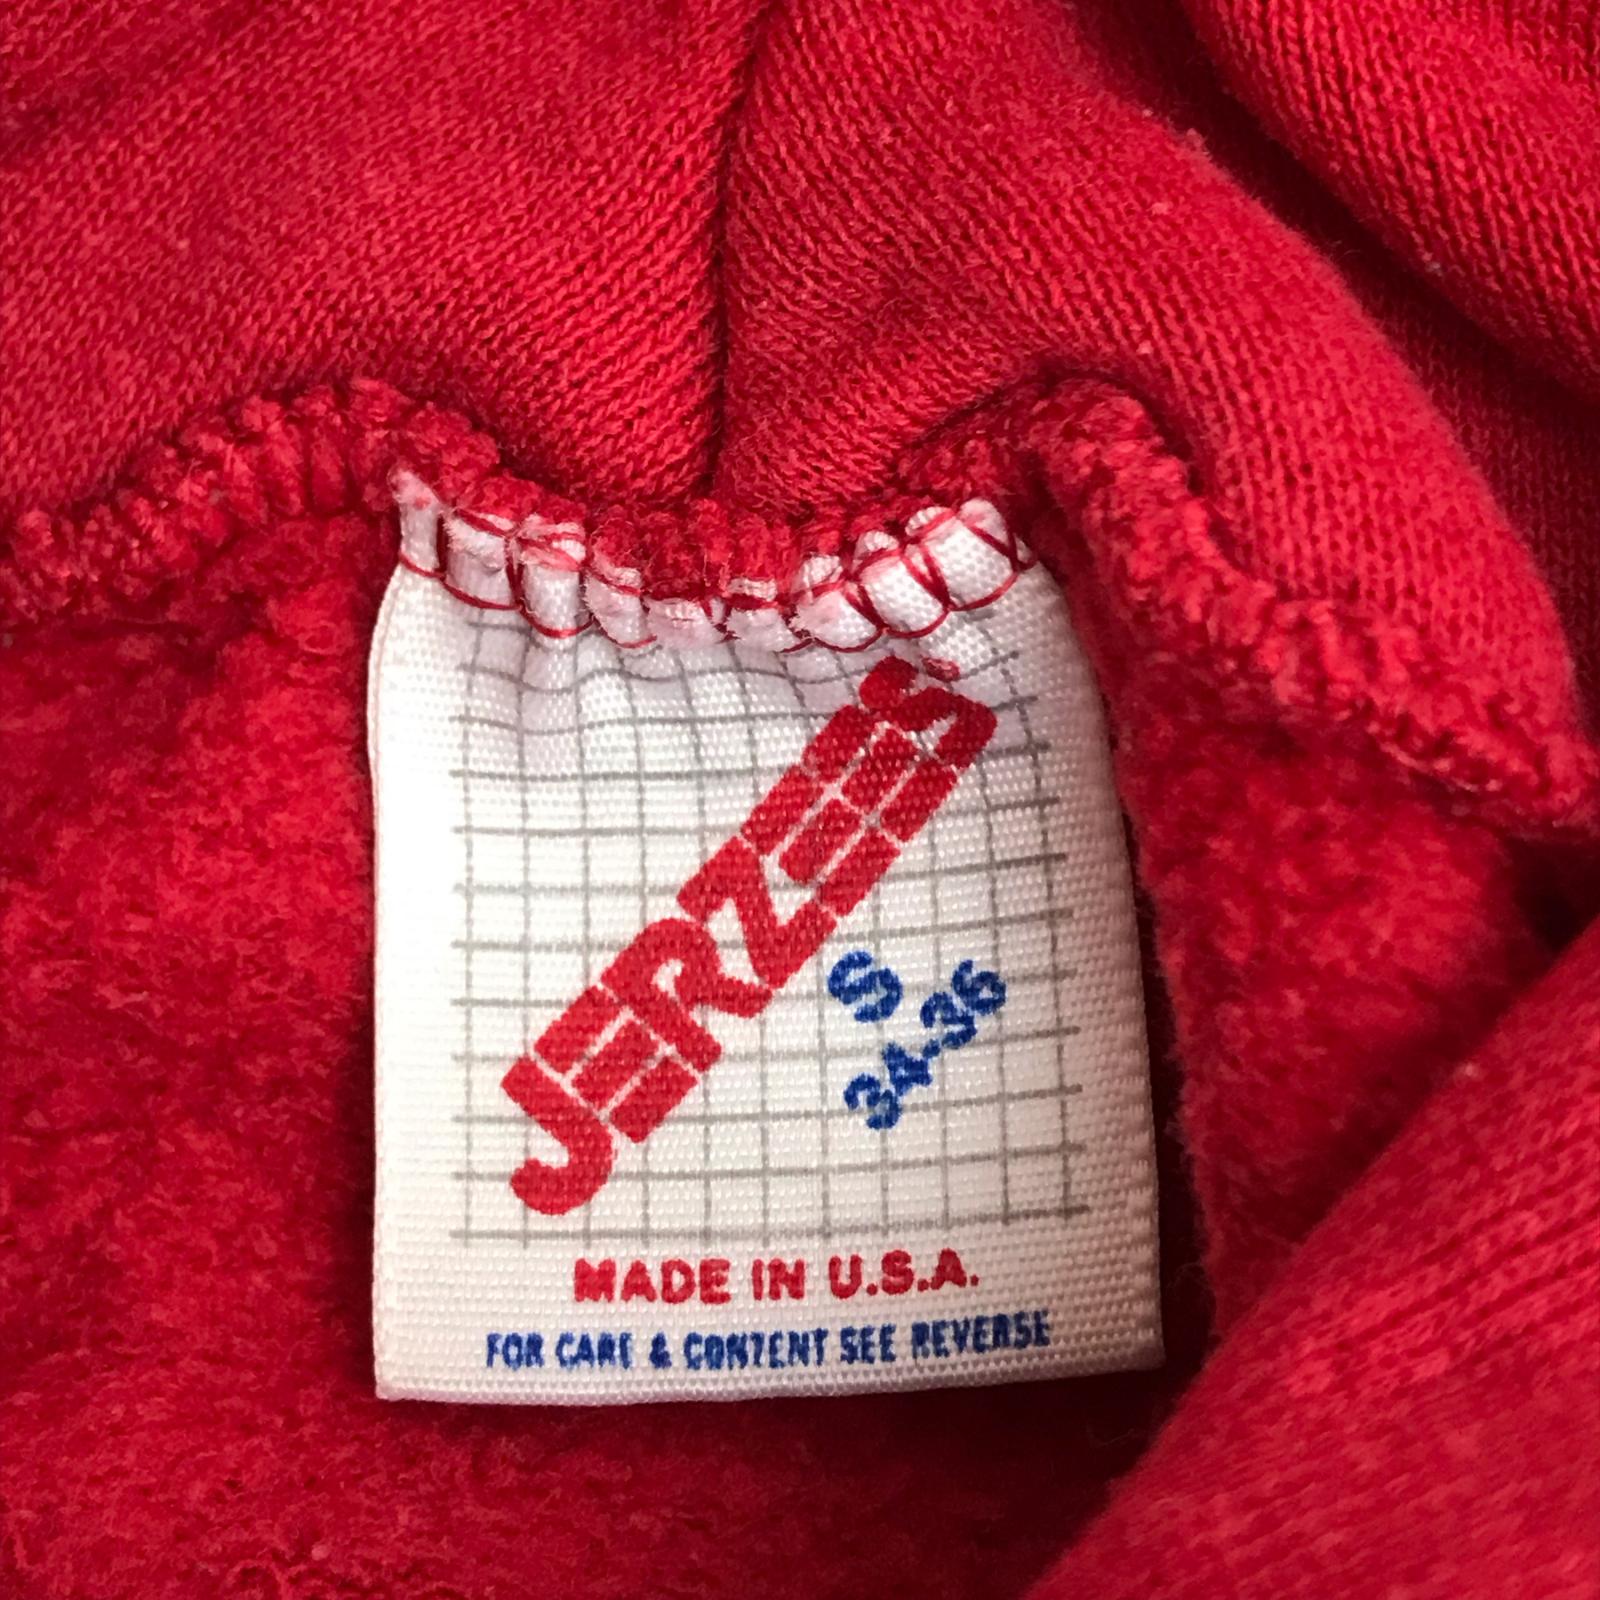 JERZEES
S
34-36
MADE IN U.S.A.
FOR CARE & CONTENT SEE REVERSE